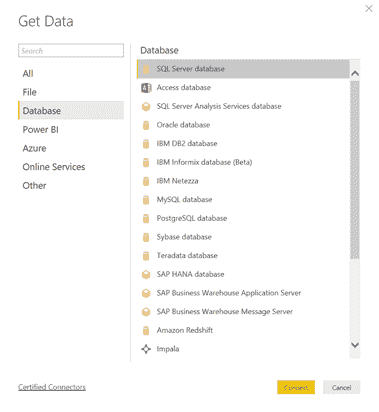 Get Data
Search
All
File
Database
Power BI
Azure
Online Services
Other
Database
SQL Server database
Access database
SQL Server Analysis Services database
Oracle database
IBM DB2 database
IBM Informix database (Beta)
IBM Netezza
MySQL database
PostgreSQL database
Sybase database
Teradata database
SAP HANA database
SAP Business Warehouse Application Server
SAP Business Warehouse Message Server
Amazon Redshift
Impala
Certified Connectors
Connect
Cancel